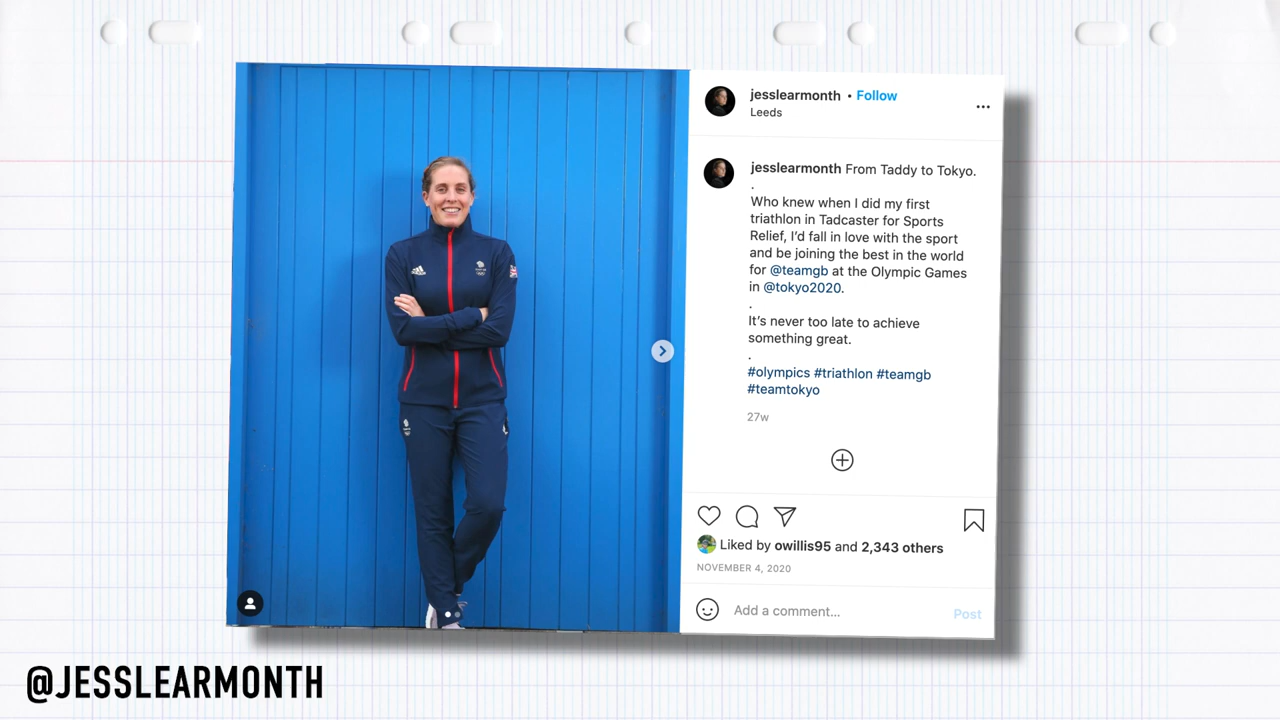 jesslearmonth • Follow
Leeds
jesslearmonth From Taddy to Tokyo.
.
Who knew when I did my first
triathlon in Tadcaster for Sports
Relief, I'd fall in love with the sport
and be joining the best in the world
for @teamgb at the Olympic Games
in @tokyo2020.
.
It's never too late to achieve
something great.
.
#olympics #triathlon #teamgb
#teamtokyo
27w
Liked by owillis95 and 2,343 others
NOVEMBER 4, 2020
Add a comment... Post
@JESSLEARMONTH